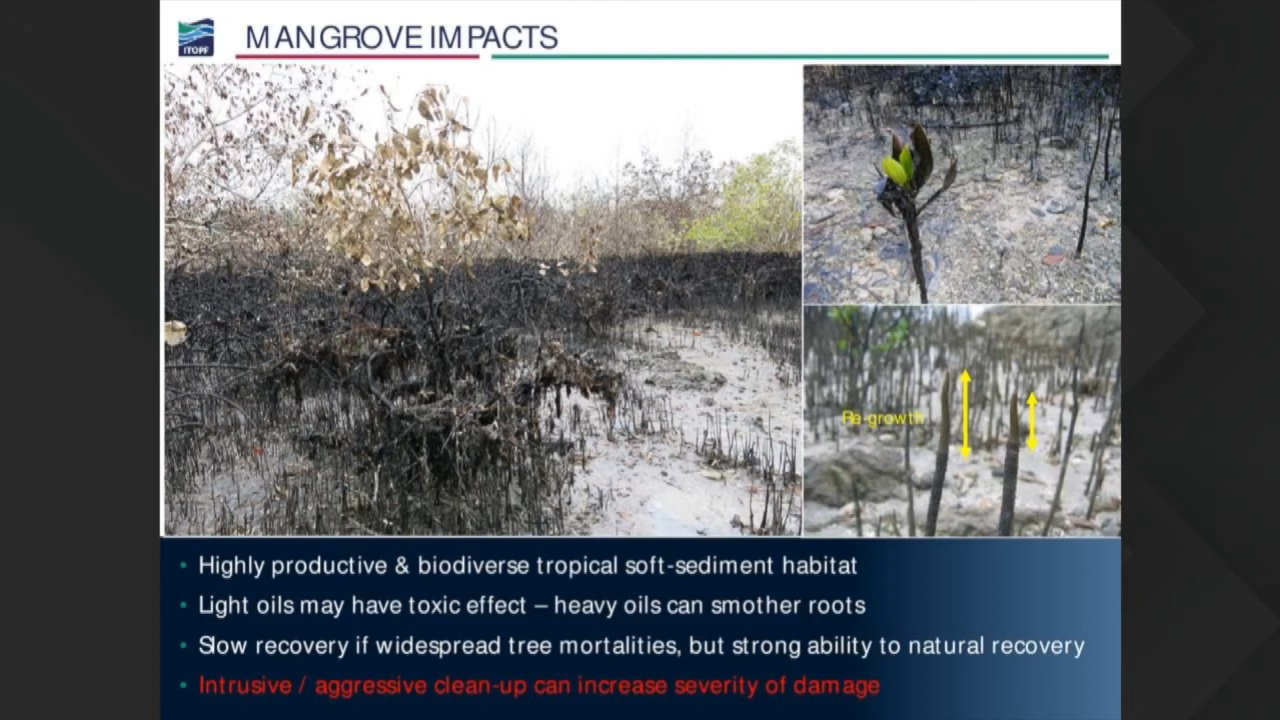 ITOPF
MANGROVE IMPACTS
Re-growth
• Highly productive & biodiverse tropical soft-sediment habitat
• Light oils may have toxic effect – heavy oils can smother roots
• Slow recovery if widespread tree mortalities, but strong ability to natural recovery
• Intrusive / aggressive clean-up can increase severity of damage